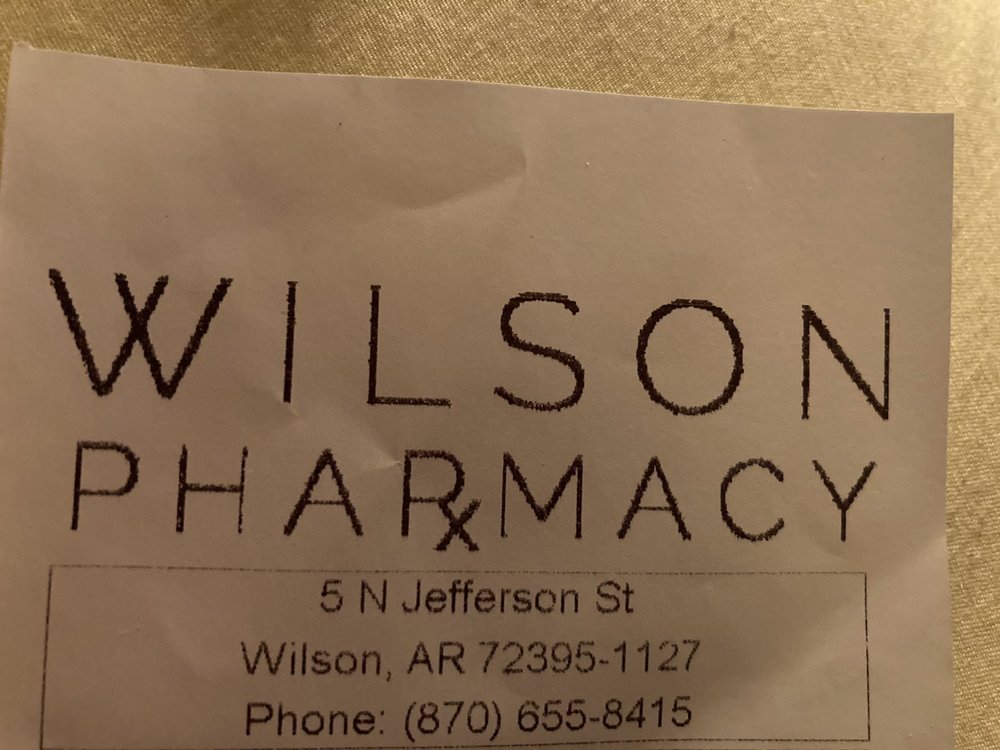 WILSON
PHARMACY
5 N Jefferson St
Wilson, AR 72395-1127
Phone: (870) 655-8415